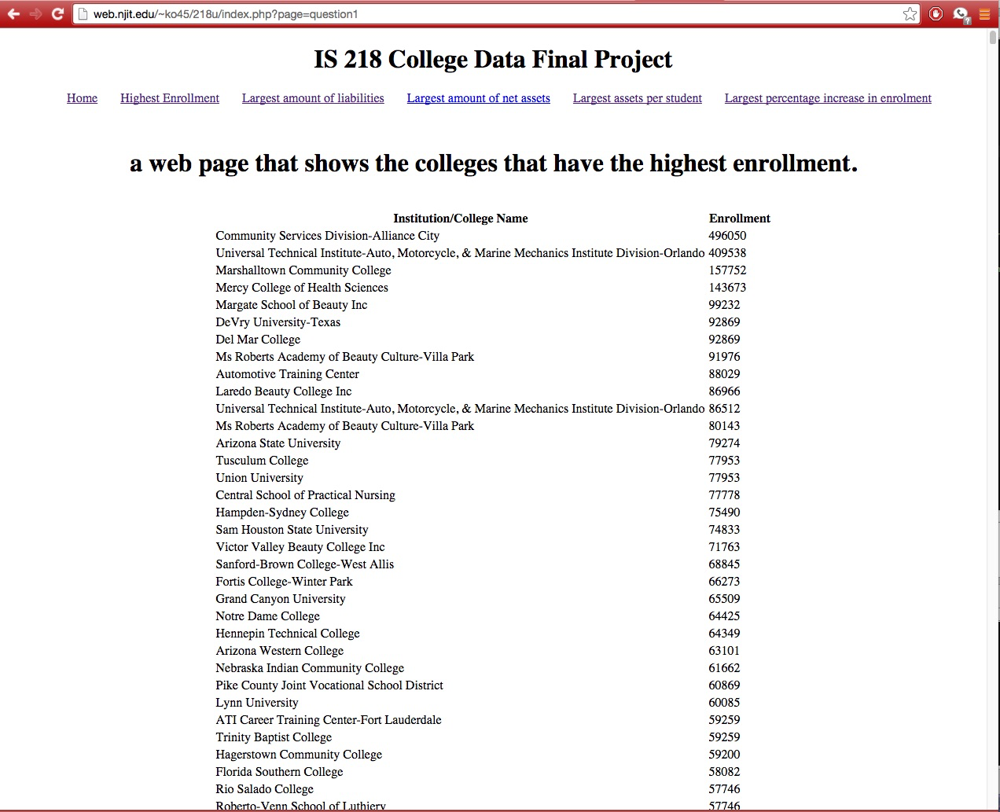 web.njit.edu/~ko45/218u/index.php?page=question1
IS 218 College Data Final Project
Home Highest Enrollment Largest amount of liabilities Largest amount of net assets Largest assets per student Largest percentage increase in enrolment
a web page that shows the colleges that have the highest enrollment.
Institution/College Name Enrollment
Community Services Division-Alliance City 496050
Universal Technical Institute-Auto, Motorcycle, & Marine Mechanics Institute Division-Orlando 409538
Marshalltown Community College 157752
Mercy College of Health Sciences 143673
Margate School of Beauty Inc 99232
DeVry University-Texas 92869
Del Mar College 92869
Ms Roberts Academy of Beauty Culture-Villa Park 91976
Automotive Training Center 88029
Laredo Beauty College Inc 86966
Universal Technical Institute-Auto, Motorcycle, & Marine Mechanics Institute Division-Orlando 86512
Ms Roberts Academy of Beauty Culture-Villa Park 80143
Arizona State University 79274
Tusculum College 77953
Union University 77953
Central School of Practical Nursing 77778
Hampden-Sydney College 75490
Sam Houston State University 74833
Victor Valley Beauty College Inc 71763
Sanford-Brown College-West Allis 68845
Fortis College-Winter Park 66273
Grand Canyon University 65509
Notre Dame College 64425
Hennepin Technical College 64349
Arizona Western College 63101
Nebraska Indian Community College 61662
Pike County Joint Vocational School District 60869
Lynn University 60085
ATI Career Training Center-Fort Lauderdale 59259
Trinity Baptist College 59259
Hagerstown Community College 59200
Florida Southern College 58082
Rio Salado College 57746
Roberto-Venn School of Luthiery 57746